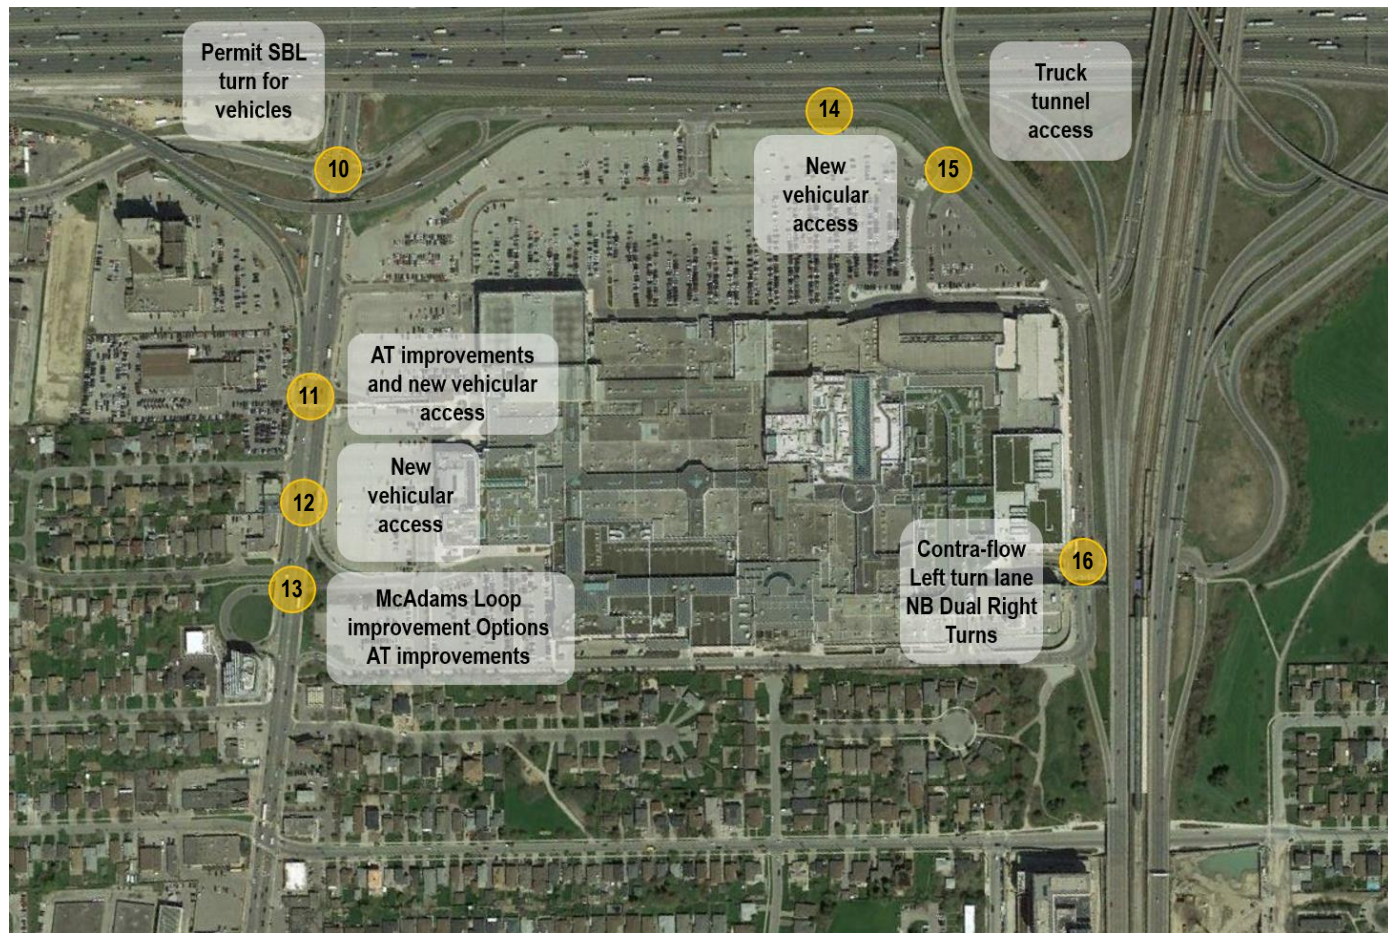 Permit SBL
turn for
vehicles
10
Truck
tunnel
access
14
15
New
vehicular
access
11
AT improvements
and new vehicular
access
12
New
vehicular
access
13
McAdams Loop
improvement Options
AT improvements
Contra-flow
Left turn lane
NB Dual Right
Turns
16